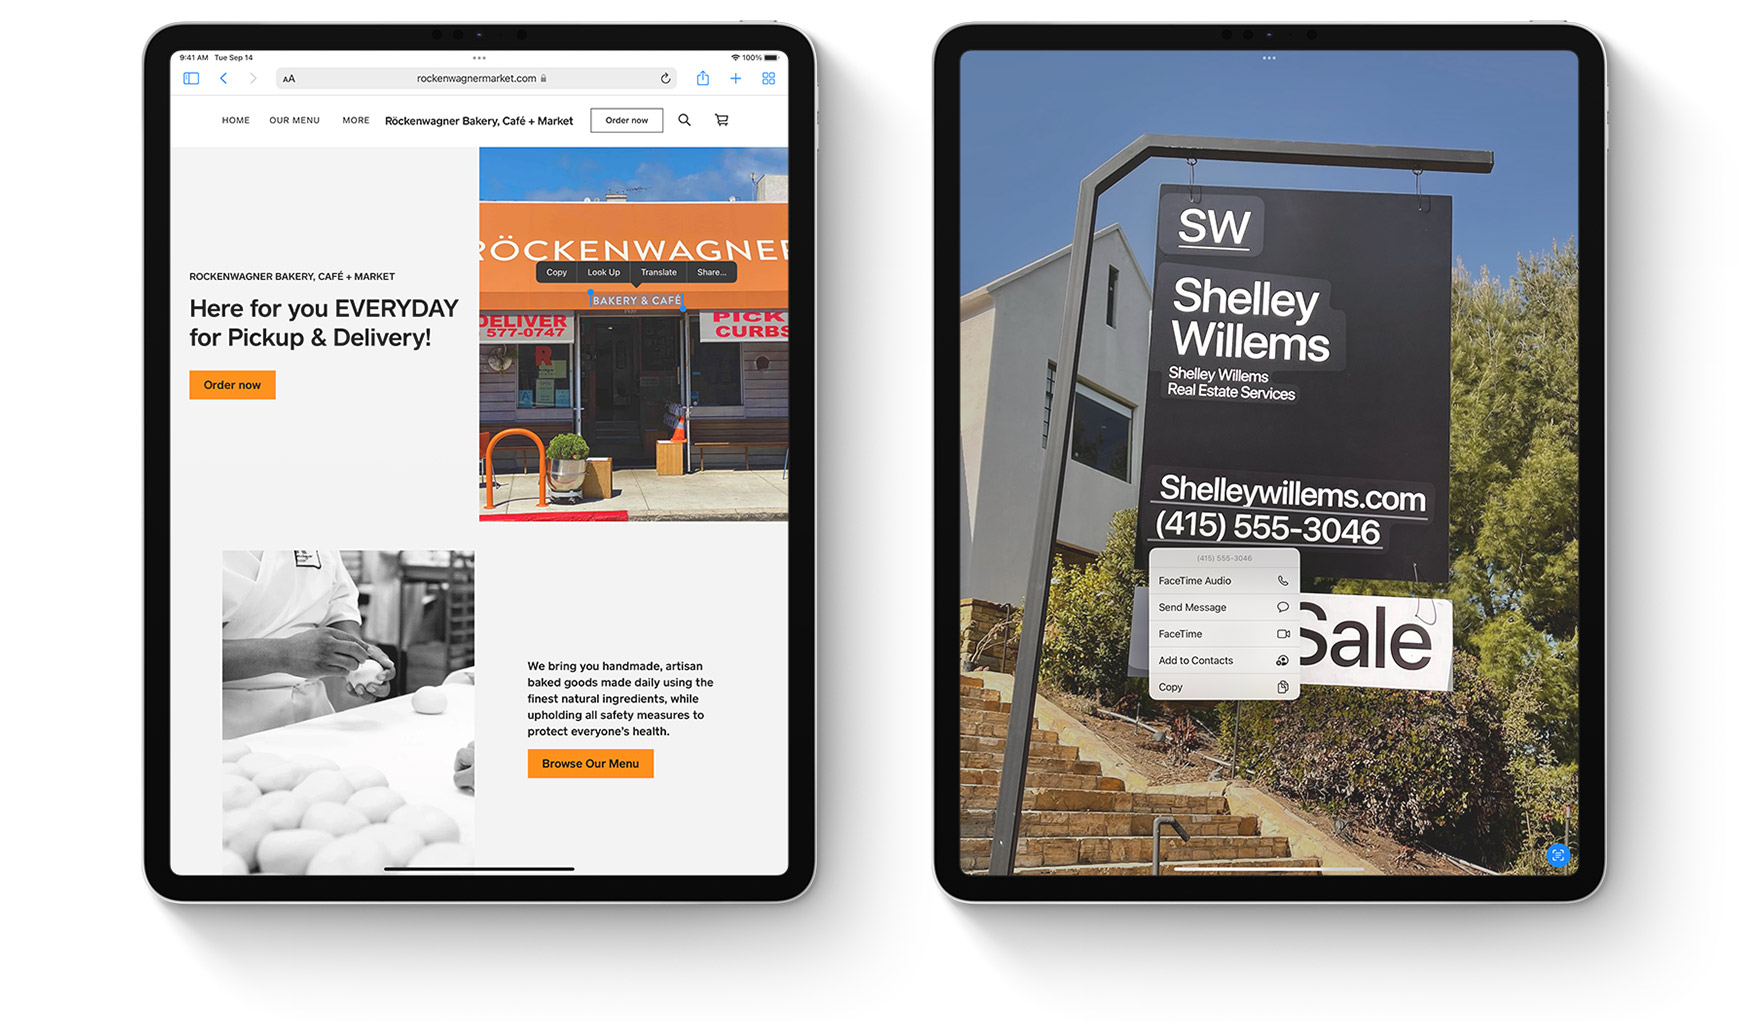 9:41 AM Tue Sep 14
100%
AA
rockenwagnermarket.com
HOME
OUR MENU
MORE
Röckenwagner Bakery, Café + Market
Order now
ROCKENWAGNER BAKERY, CAFÉ + MARKET
Here for you EVERYDAY
for Pickup & Delivery!
Order now
RÖCKENWAGNER
Copy
Look Up
Translate
Share...
BAKERY & CAFÉ
DELIVER
577-0747
PICK
CURBS
R
A
We bring you handmade, artisan
baked goods made daily using the
finest natural ingredients, while
upholding all safety measures to
protect everyone's health.
Browse Our Menu
SW
Shelley
Willems
Shelley Willems
Real Estate Services
Shelleywillems.com
(415) 555-3046
(415) 555-3046
FaceTime Audio
Send Message
FaceTime
Add to Contacts
Copy
Sale